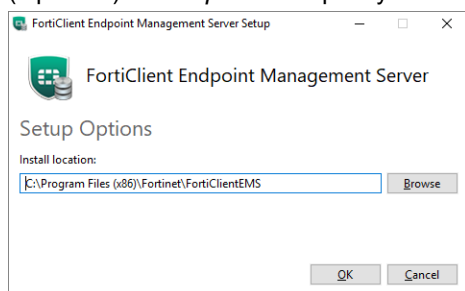 FortiClient Endpoint Management Server Setup
FortiClient Endpoint Management Server
Setup Options
Install location:
C:\Program Files (x86)\Fortinet\FortiClientEMS
Browse
OK
Cancel